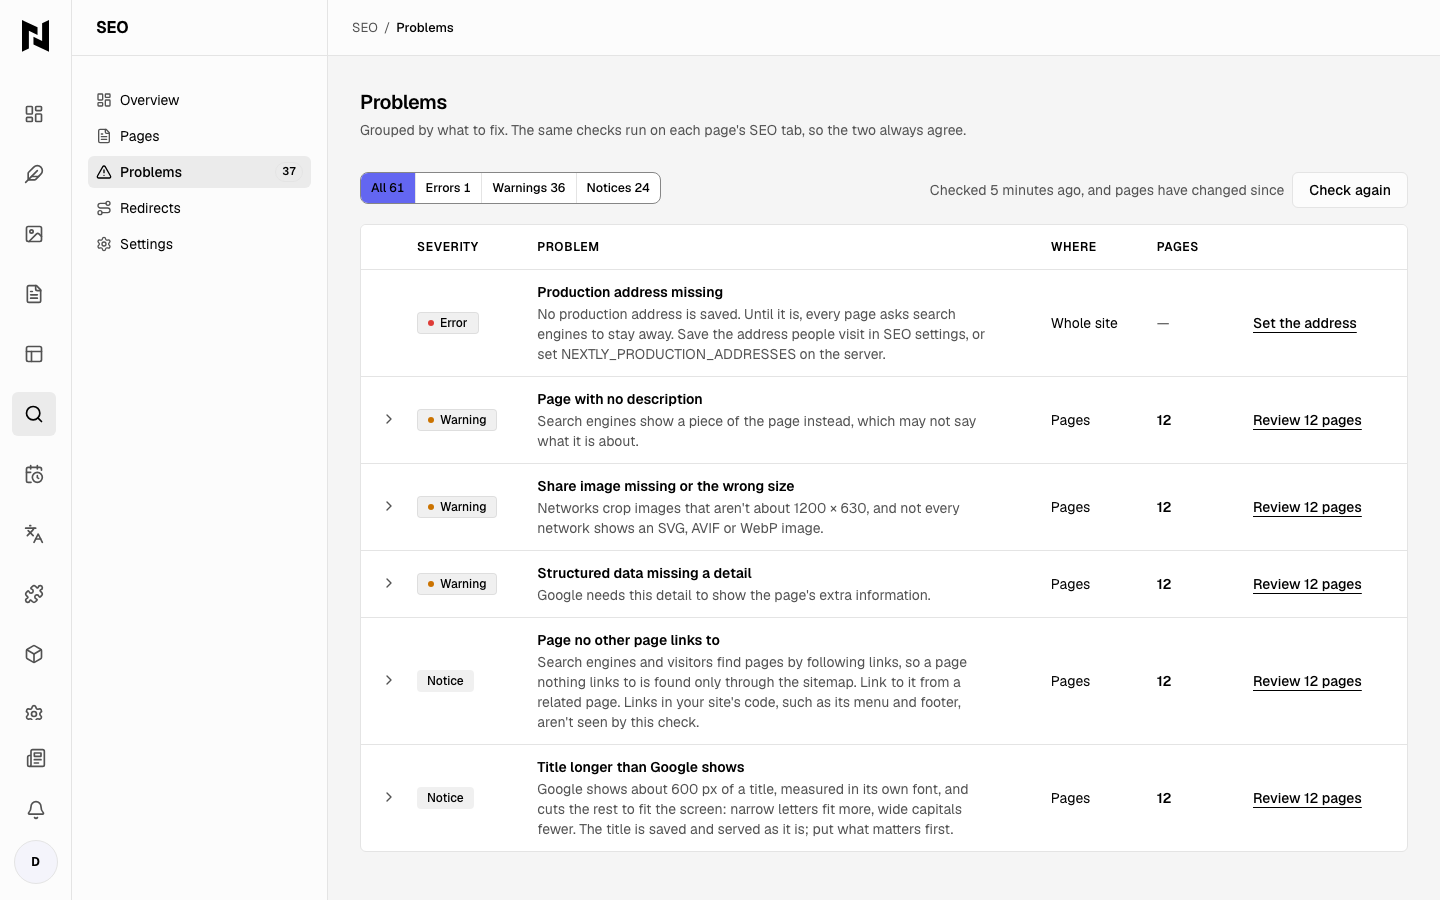 SEO
SEO / Problems
Overview
Pages
Problems 37
Redirects
Settings
Problems
Grouped by what to fix. The same checks run on each page's SEO tab, so the two always agree.
All 61 Errors 1 Warnings 36 Notices 24
Checked 5 minutes ago, and pages have changed since Check again
SEVERITY PROBLEM WHERE PAGES
Production address missing
No production address is saved. Until it is, every page asks search
engines to stay away. Save the address people visit in SEO settings, or
set NEXTLY_PRODUCTION_ADDRESSES on the server.
Error Whole site — Set the address
Page with no description
Search engines show a piece of the page instead, which may not say
what it is about.
Warning Pages 12 Review 12 pages
Share image missing or the wrong size
Networks crop images that aren't about 1200 × 630, and not every
network shows an SVG, AVIF or WebP image.
Warning Pages 12 Review 12 pages
Structured data missing a detail
Google needs this detail to show the page's extra information.
Warning Pages 12 Review 12 pages
Page no other page links to
Search engines and visitors find pages by following links, so a page
nothing links to is found only through the sitemap. Link to it from a
related page. Links in your site's code, such as its menu and footer,
aren't seen by this check.
Notice Pages 12 Review 12 pages
Title longer than Google shows
Google shows about 600 px of a title, measured in its own font, and
cuts the rest to fit the screen: narrow letters fit more, wide capitals
fewer. The title is saved and served as it is; put what matters first.
Notice Pages 12 Review 12 pages
D